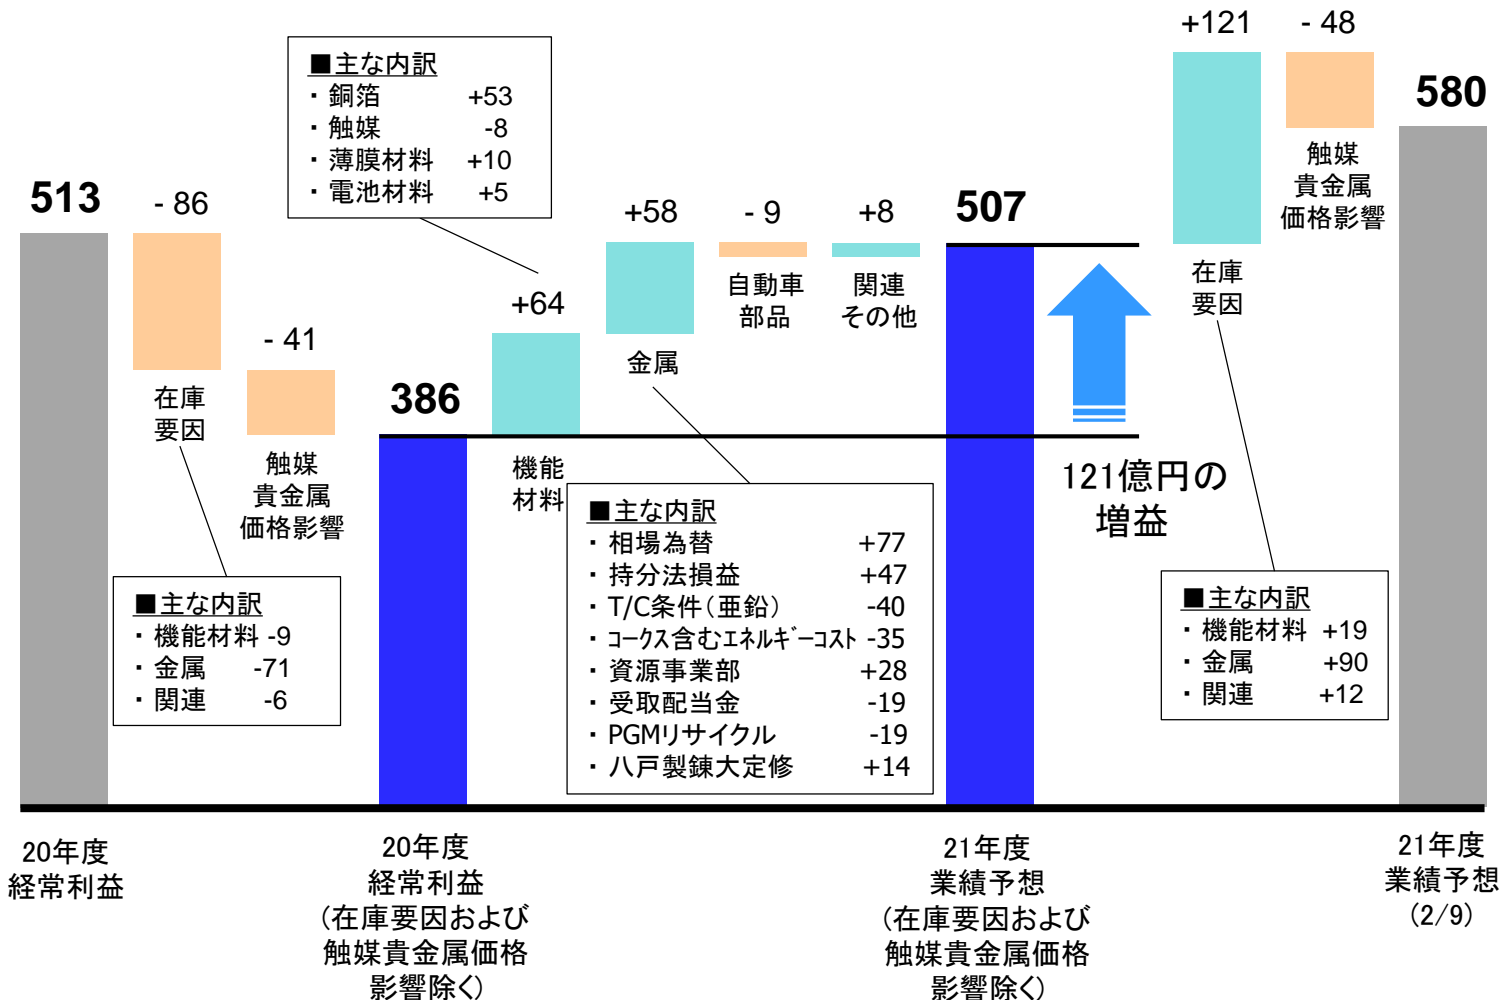 513
- 86
在庫
要因
- 41
触媒
貴金属
価格影響
■主な内訳
・機能材料 -9
・金属 -71
・関連 -6
386
■主な内訳
・銅箔 +53
・触媒 -8
・薄膜材料 +10
・電池材料 +5
+64
機能
材料
+58
金属
■主な内訳
・相場為替 +77
・持分法損益 +47
・T/C条件(亜鉛) -40
・コークス含むエネルギーコスト -35
・資源事業部 +28
・受取配当金 -19
・PGMリサイクル -19
・八戸製錬大定修 +14
- 9
自動車
部品
+8
関連
その他
507
121億円の
増益
+121
在庫
要因
■主な内訳
・機能材料 +19
・金属 +90
・関連 +12
- 48
触媒
貴金属
価格影響
580
20年度
経常利益
20年度
経常利益
(在庫要因および
触媒貴金属価格
影響除く)
21年度
業績予想
(在庫要因および
触媒貴金属価格
影響除く)
21年度
業績予想
(2/9)